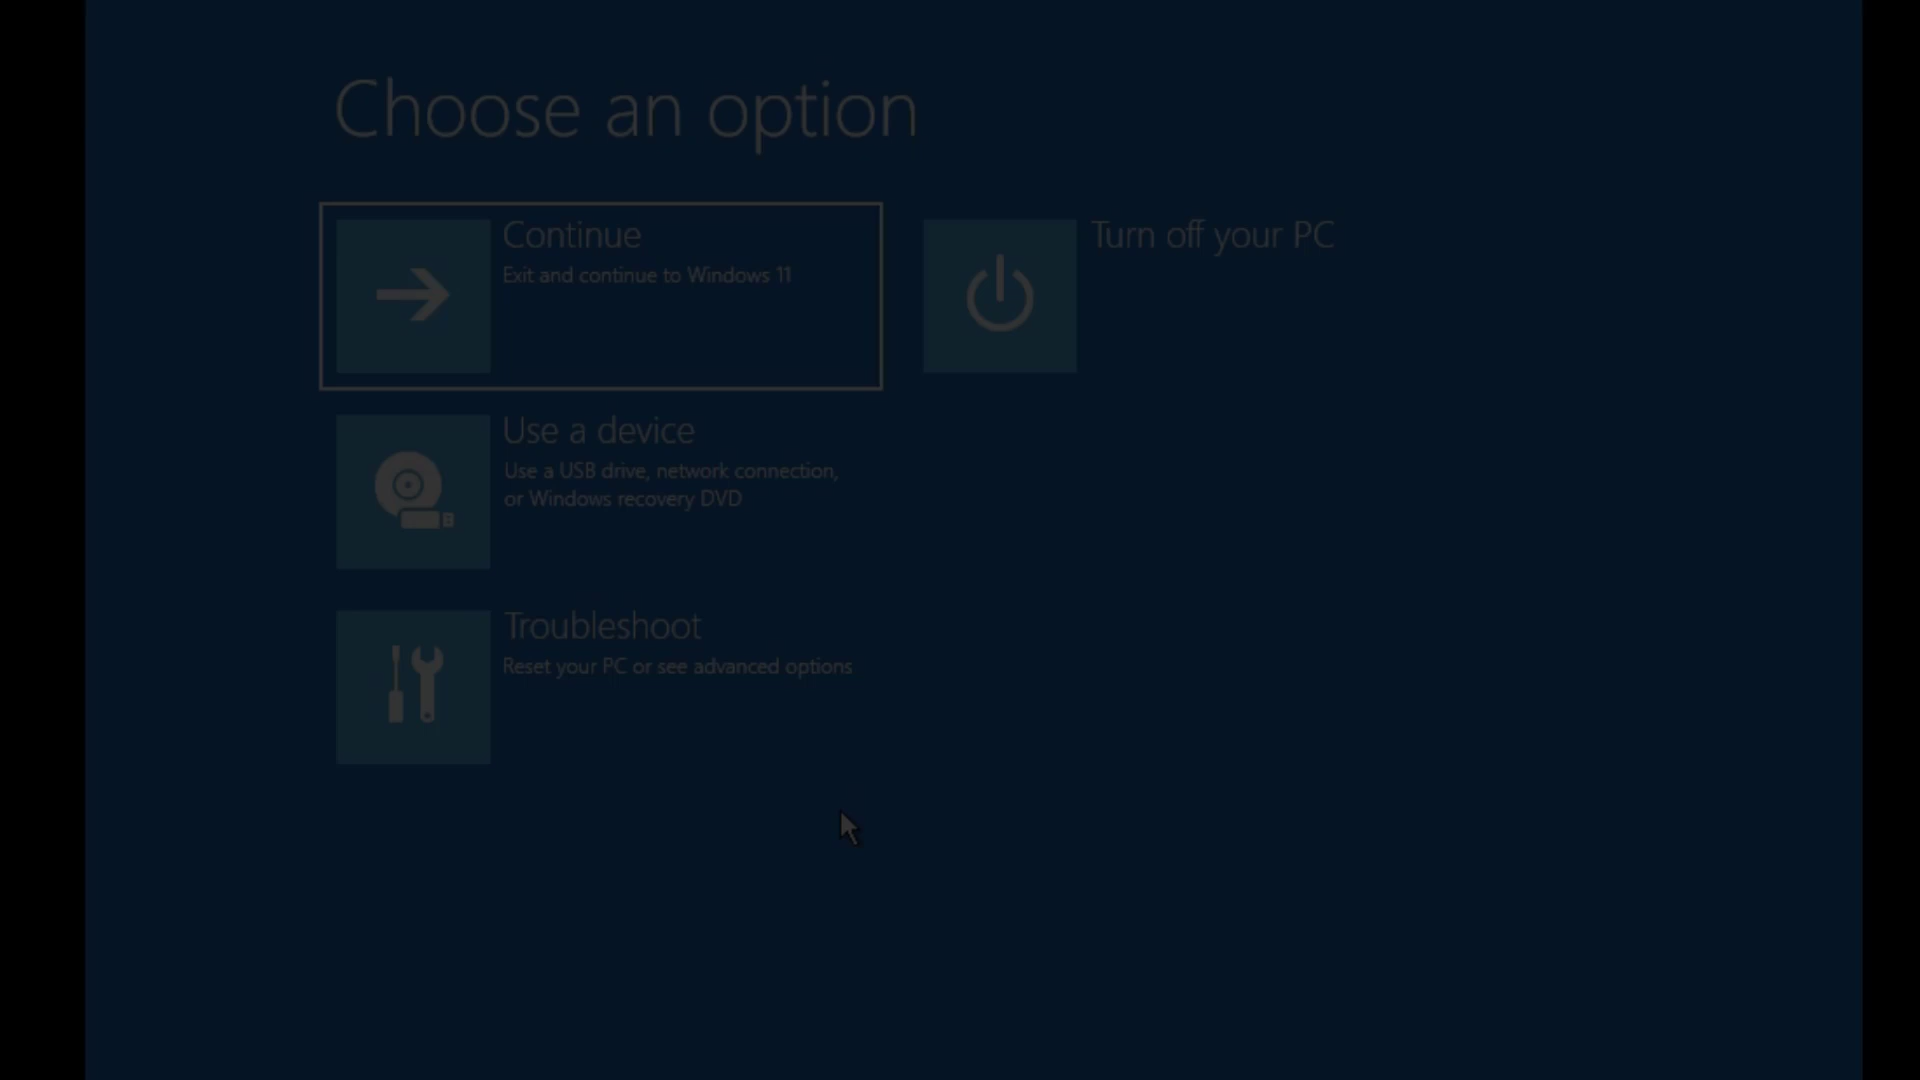 Choose an option
Continue
Exit and continue to Windows 11
Turn off your PC
Use a device
Use a USB drive, network connection,
or Windows recovery DVD
Troubleshoot
Reset your PC or see advanced options